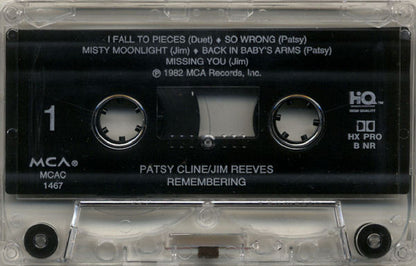 I FALL TO PIECES (Duet) ♦ SO WRONG (Patsy)
MISTY MOONLIGHT (Jim) ♦ BACK IN BABY'S ARMS (Patsy)
MISSING YOU (Jim)
℗ 1982 MCA Records, Inc.
1
HiQ™
HIGH QUALITY
HX PRO
B NR
MCA®
MCAC
1467
PATSY CLINE/JIM REEVES
REMEMBERING